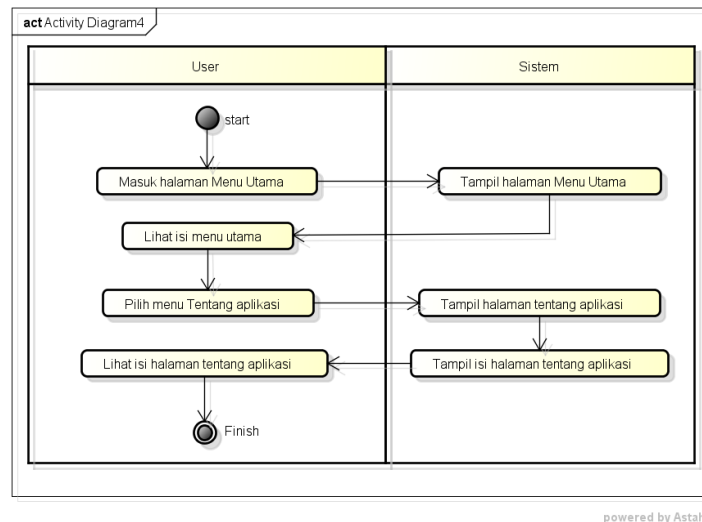 act Activity Diagram4
User
Sistem
start
Masuk halaman Menu Utama
Tampil halaman Menu Utama
Lihat isi menu utama
Pilih menu Tentang aplikasi
Tampil halaman tentang aplikasi
Lihat isi halaman tentang aplikasi
Tampil isi halaman tentang aplikasi
Finish
powered by Astah